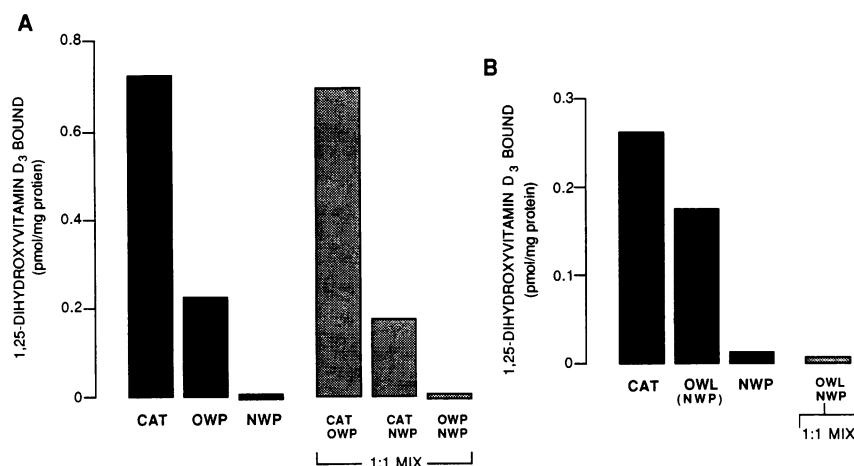 A
1,25-DIHYDROXYVITAMIN D3 BOUND
(pmol/mg protien)
0.8
0.6
0.4
0.2
0
CAT OWP NWP
CAT CAT OWP
OWP NWP NWP
1:1 MIX
B
1,25-DIHYDROXYVITAMIN D3 BOUND
(pmol/mg protein)
0.3
0.2
0.1
0
CAT OWL NWP
(NWP)
OWL
NWP
1:1 MIX